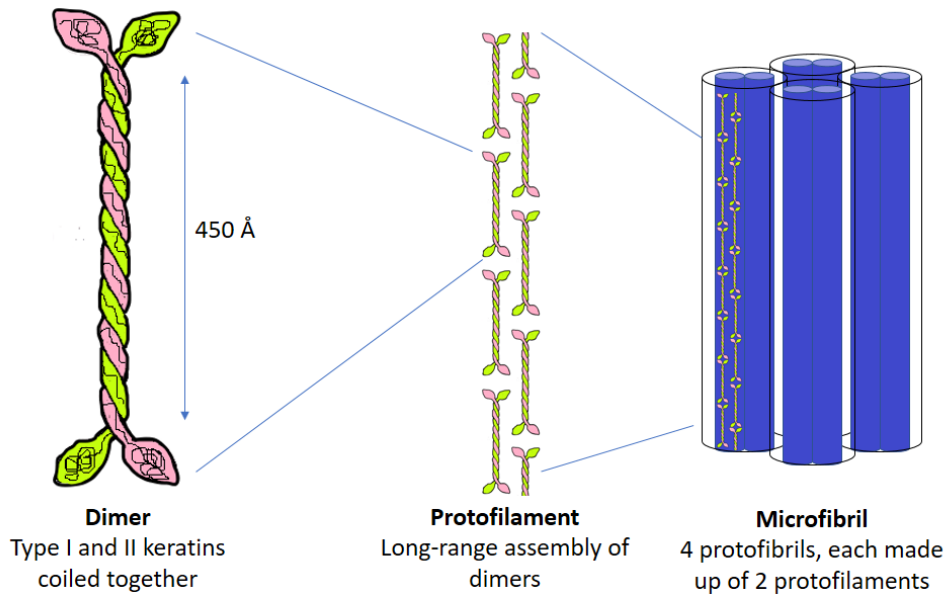 450 Å
Dimer
Type I and II keratins
coiled together
Protofilament
Long-range assembly of
dimers
Microfibril
4 protofibrils, each made
up of 2 protofilaments